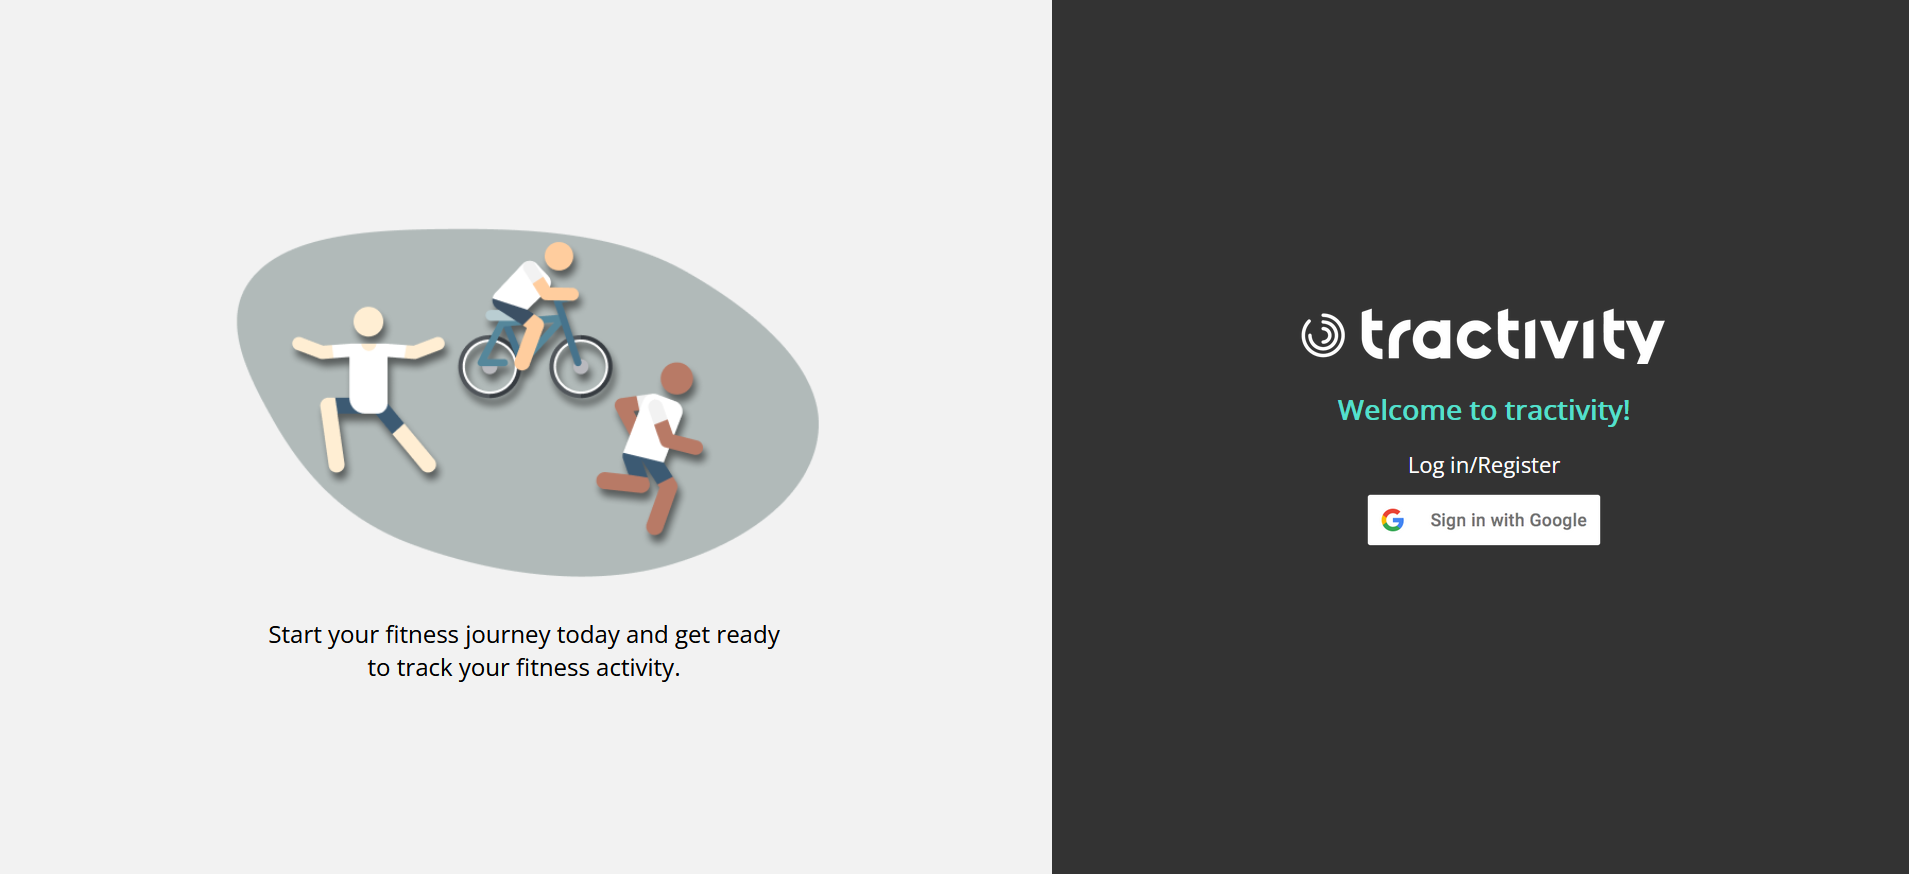 Start your fitness journey today and get ready
to track your fitness activity.
tractivity
Welcome to tractivity!
Log in/Register
Sign in with Google